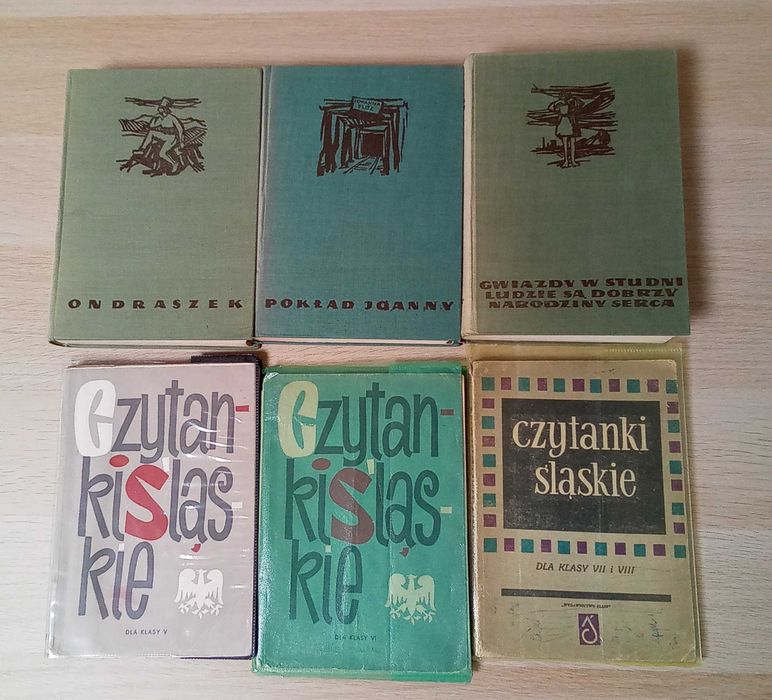 ONDRASZEK
POKŁAD JOANNY
GWIAZDY W STUDNI
LUDZIE SĄ DOBRZY
NARODZINY SERCA
Czytan-
ki Śląs-
kie
DLA KLASY V
Czytan-
ki Śląs-
kie
DLA KLASY VI
czytanki
śląskie
DLA KLASY VII i VIII